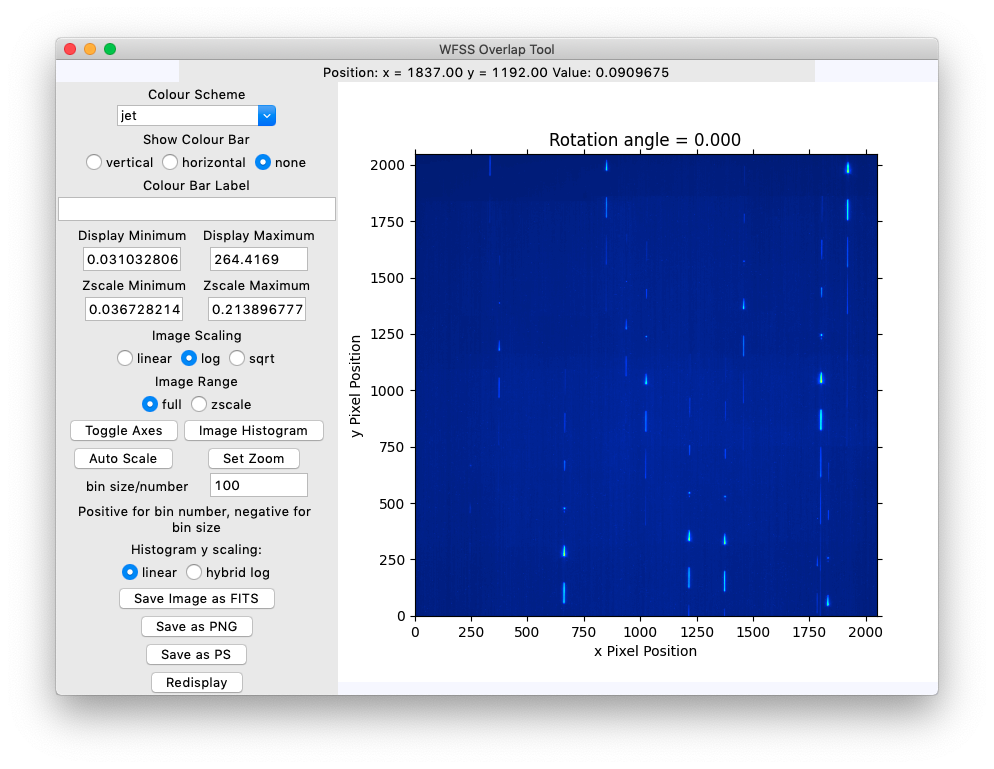 WFSS Overlap Tool
Position: x = 1837.00 y = 1192.00 Value: 0.0909675
Colour Scheme
jet
Show Colour Bar
vertical horizontal none
Colour Bar Label
Display Minimum Display Maximum
0.031032806 264.4169
Zscale Minimum Zscale Maximum
0.036728214 0.213896777
Image Scaling
linear log sqrt
Image Range
full zscale
Toggle Axes Image Histogram
Auto Scale Set Zoom
bin size/number 100
Positive for bin number, negative for
bin size
Histogram y scaling:
linear hybrid log
Save Image as FITS
Save as PNG
Save as PS
Redisplay
Rotation angle = 0.000
y Pixel Position
2000
1750
1500
1250
1000
750
500
250
0
0 250 500 750 1000 1250 1500 1750 2000
x Pixel Position